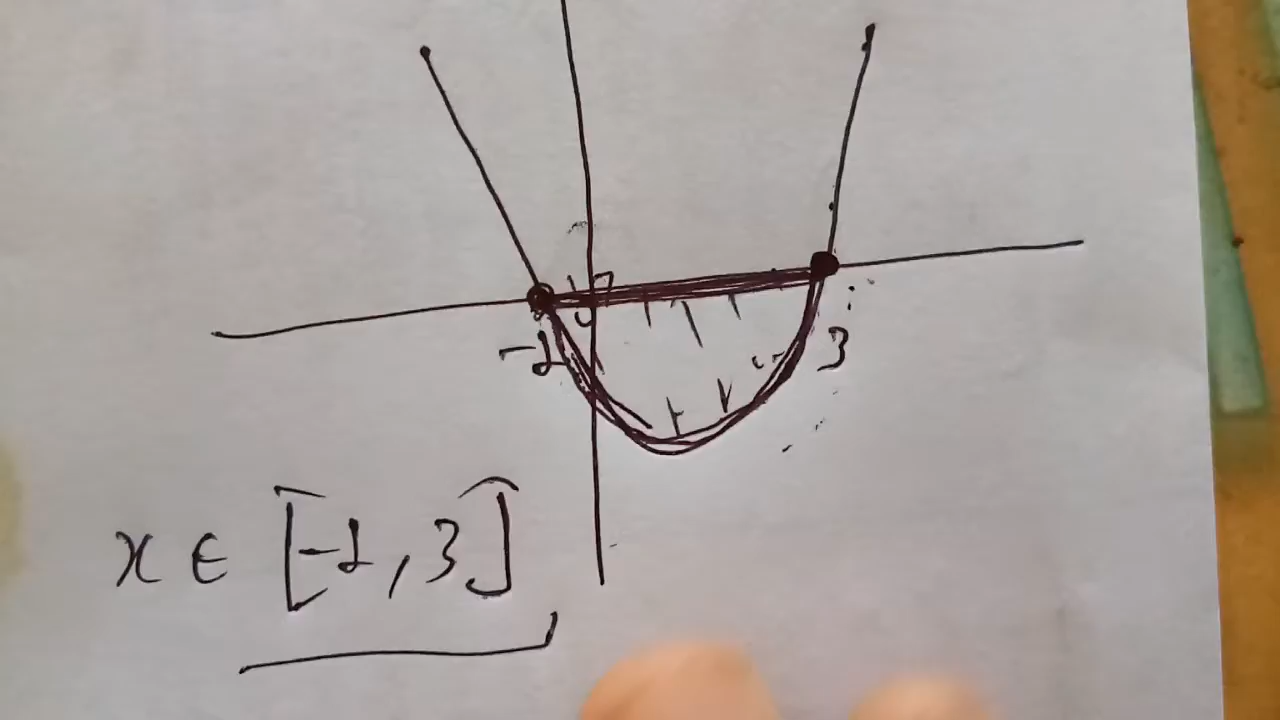 -1
3
x ∈ [-1, 3]